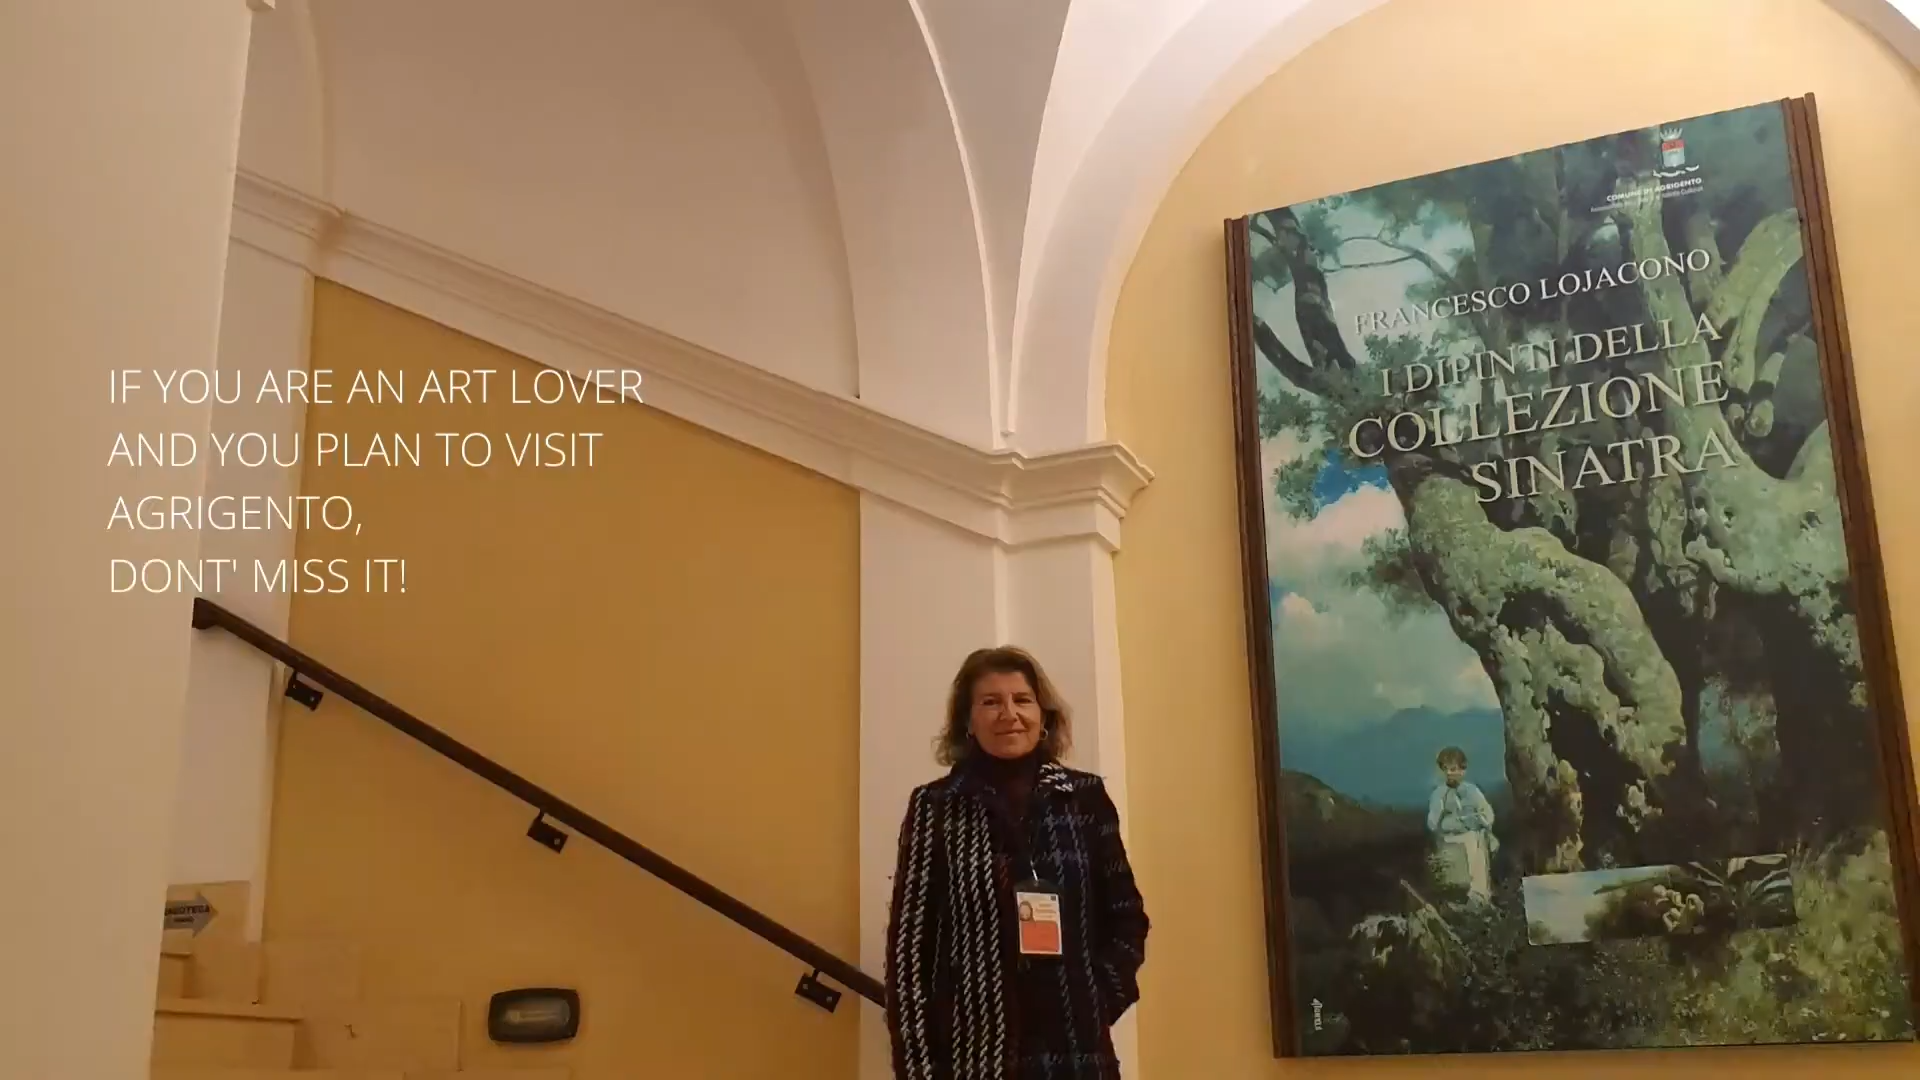 IF YOU ARE AN ART LOVER
AND YOU PLAN TO VISIT
AGRIGENTO,
DONT' MISS IT!
COMUNE DI AGRIGENTO
FRANCESCO LOJACONO
I DIPINTI DELLA
COLLEZIONE
SINATRA